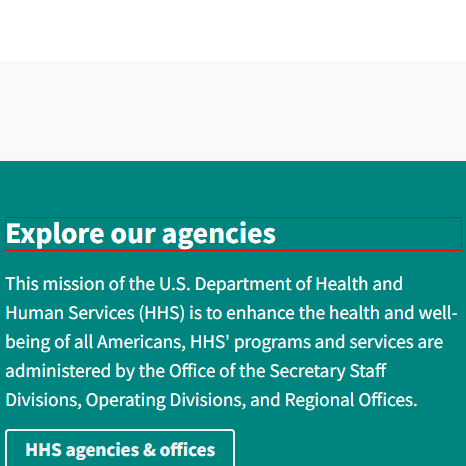 Explore our agencies
This mission of the U.S. Department of Health and
Human Services (HHS) is to enhance the health and well-
being of all Americans, HHS' programs and services are
administered by the Office of the Secretary Staff
Divisions, Operating Divisions, and Regional Offices.
HHS agencies & offices